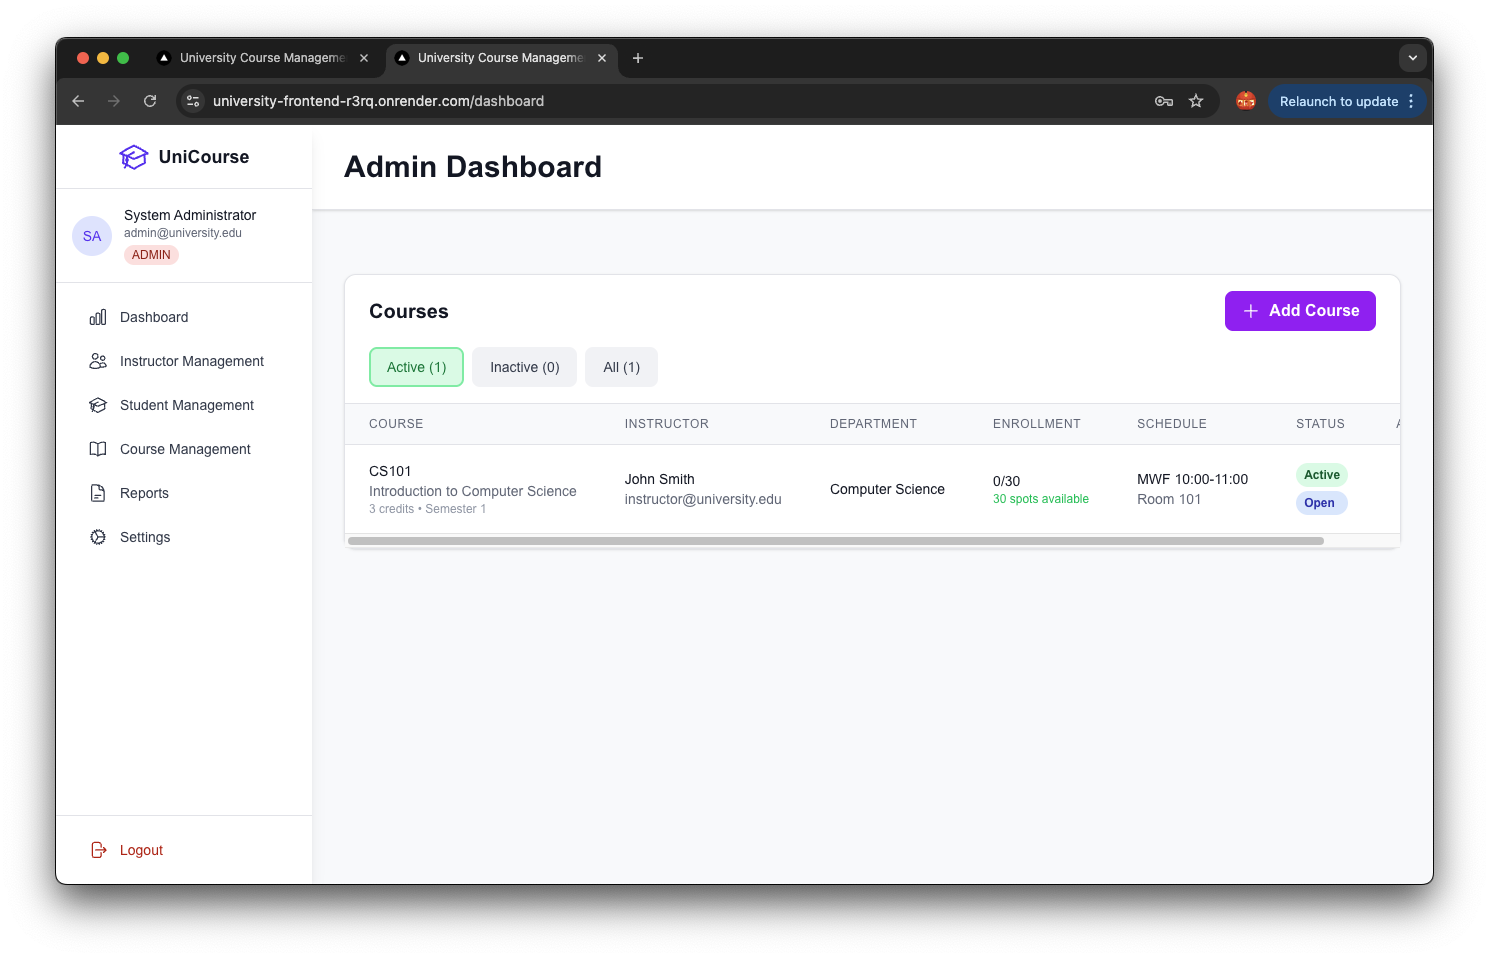 University Course Manageme
University Course Manageme
university-frontend-r3rq.onrender.com/dashboard
Relaunch to update
UniCourse
SA
System Administrator
admin@university.edu
ADMIN
Dashboard
Instructor Management
Student Management
Course Management
Reports
Settings
Logout
Admin Dashboard
Courses
Add Course
Active (1)
Inactive (0)
All (1)
COURSE INSTRUCTOR DEPARTMENT ENROLLMENT SCHEDULE STATUS
CS101
Introduction to Computer Science
3 credits • Semester 1
John Smith
instructor@university.edu
Computer Science
0/30
30 spots available
MWF 10:00-11:00
Room 101
Active
Open